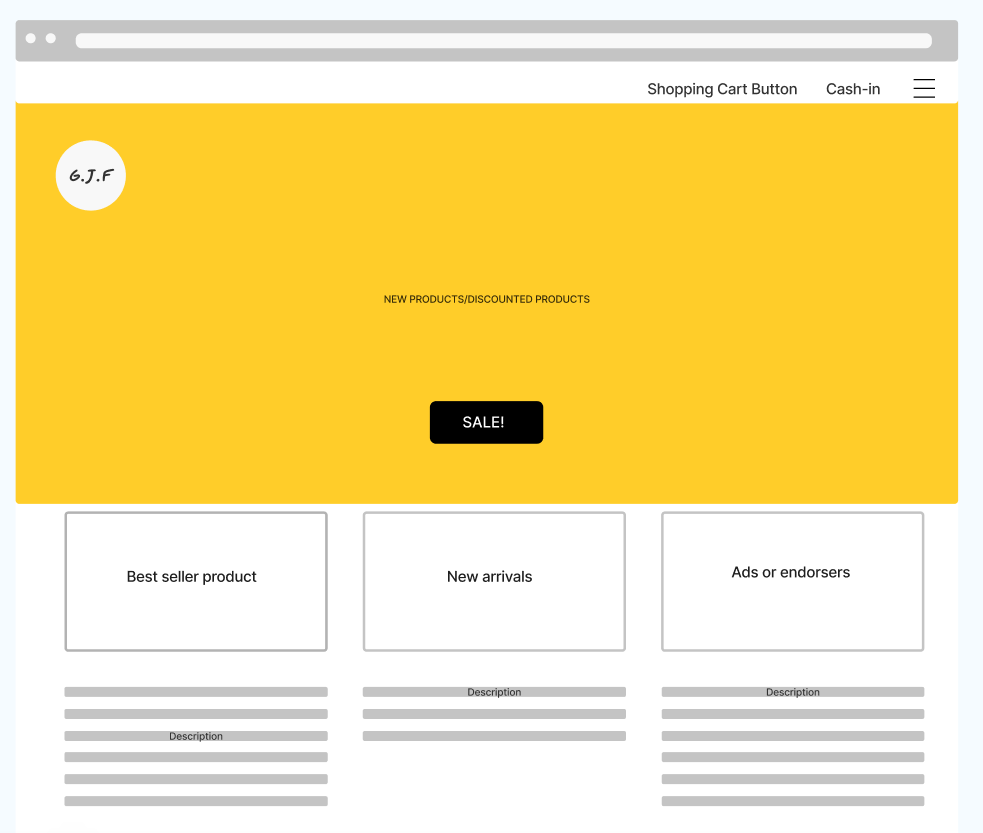 Shopping Cart Button
Cash-in
G.J.F
NEW PRODUCTS/DISCOUNTED PRODUCTS
SALE!
Best seller product
New arrivals
Ads or endorsers
Description
Description
Description